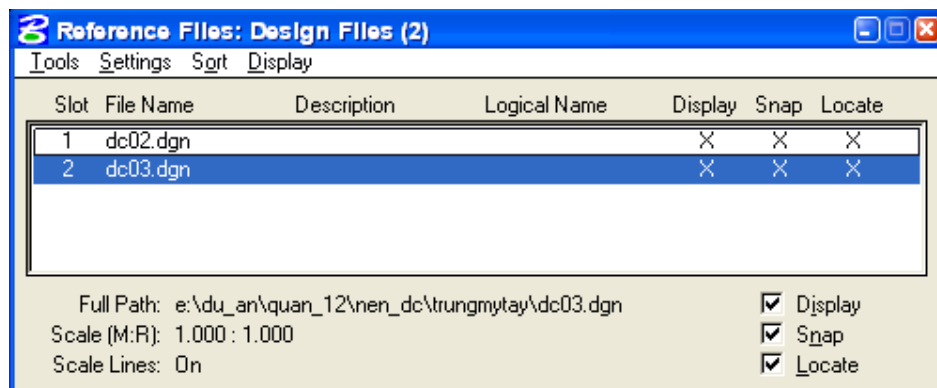 Reference Files: Design Files (2)
Tools Settings Sort Display
Slot File Name Description Logical Name Display Snap Locate
1 dc02.dgn X X X
2 dc03.dgn X X X
Full Path: e:\du_an\quan_12\nen_dc\trungmytay\dc03.dgn Display
Scale (M:R): 1.000 : 1.000 Snap
Scale Lines: On Locate